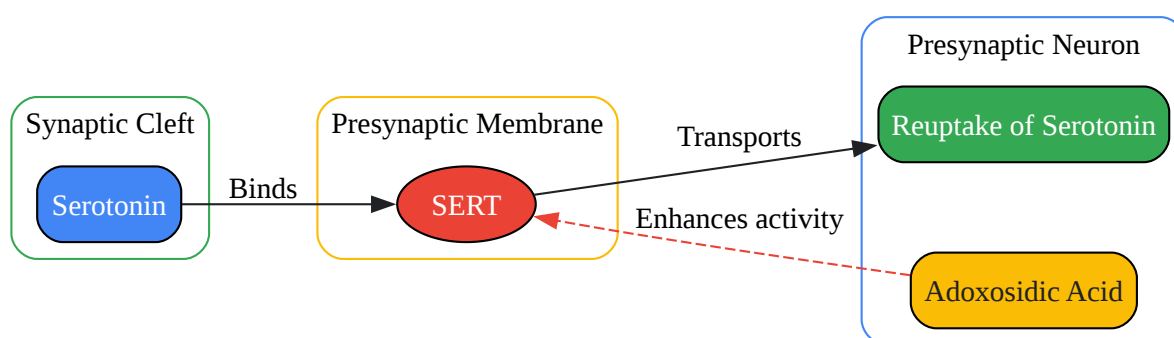 Synaptic Cleft
Serotonin
Binds
Presynaptic Membrane
SERT
Transports
Enhances activity
Presynaptic Neuron
Reuptake of Serotonin
Adoxosidic Acid